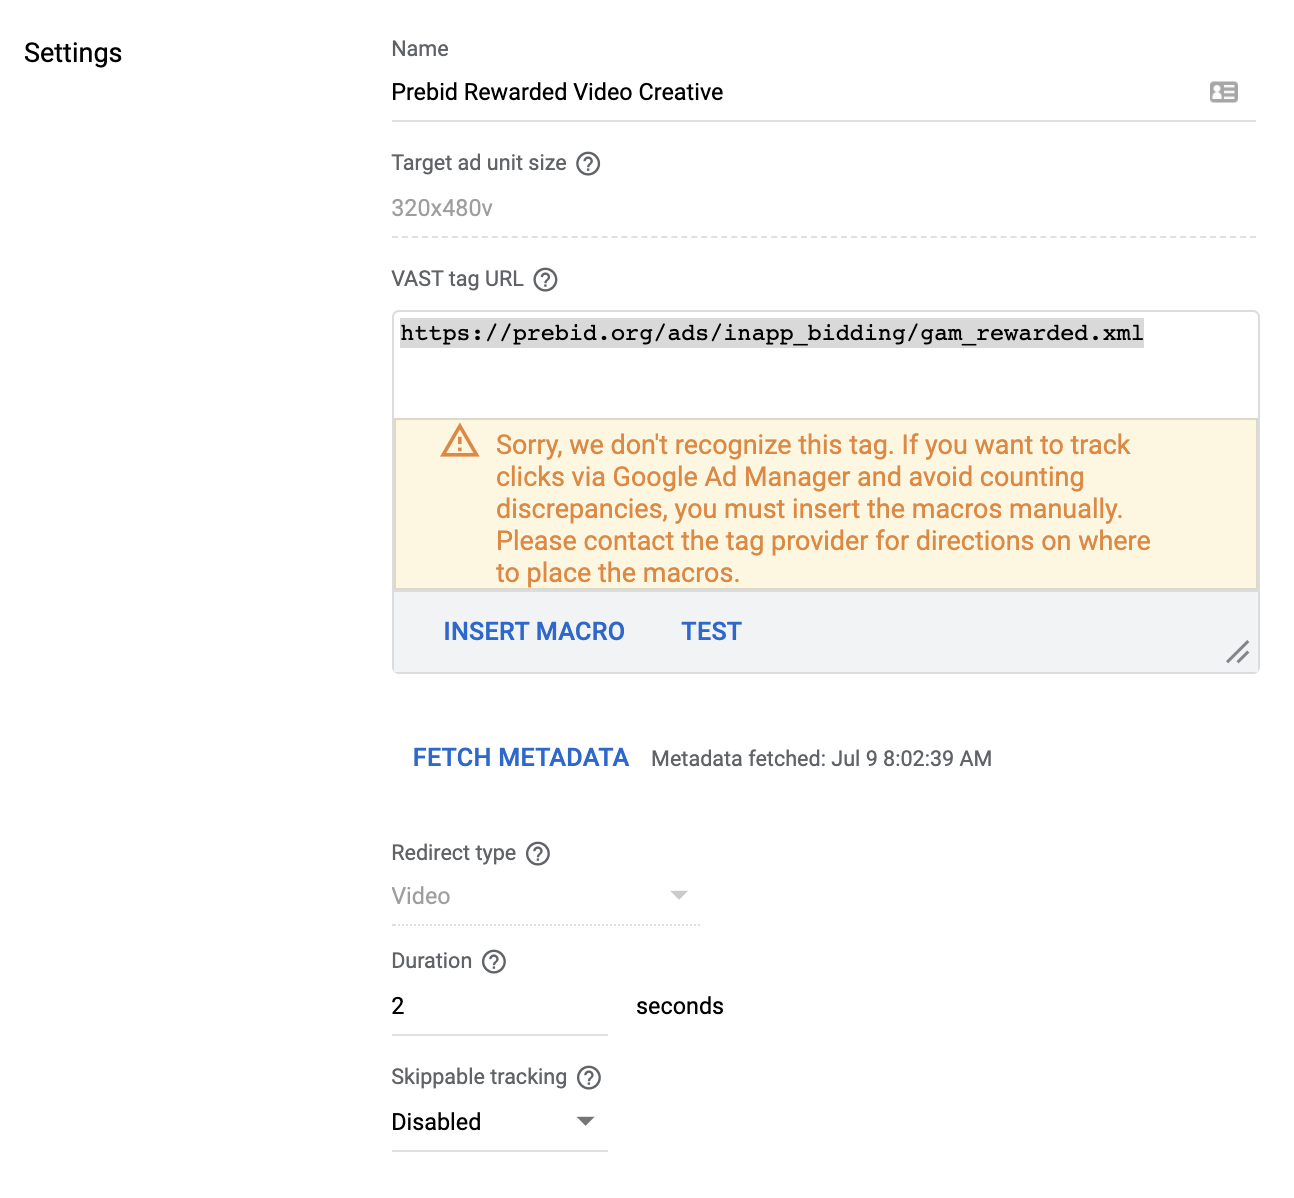 Settings
Name
Prebid Rewarded Video Creative
Target ad unit size
320x480v
VAST tag URL
https://prebid.org/ads/inapp_bidding/gam_rewarded.xml
Sorry, we don't recognize this tag. If you want to track
clicks via Google Ad Manager and avoid counting
discrepancies, you must insert the macros manually.
Please contact the tag provider for directions on where
to place the macros.
INSERT MACRO TEST
FETCH METADATA Metadata fetched: Jul 9 8:02:39 AM
Redirect type
Video
Duration
2 seconds
Skippable tracking
Disabled